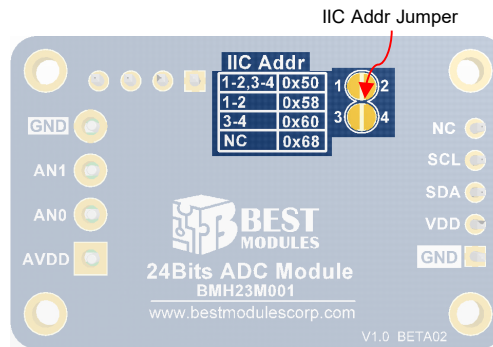 IIC Addr Jumper
IIC Addr
1-2,3-4 0x50
1-2 0x58
3-4 0x60
NC 0x68
1 2
3 4
GND
AN1
AN0
AVDD
NC
SCL
SDA
VDD
GND
BEST
MODULES
24Bits ADC Module
BMH23M001
www.bestmodulescorp.com
V1.0 BETA02